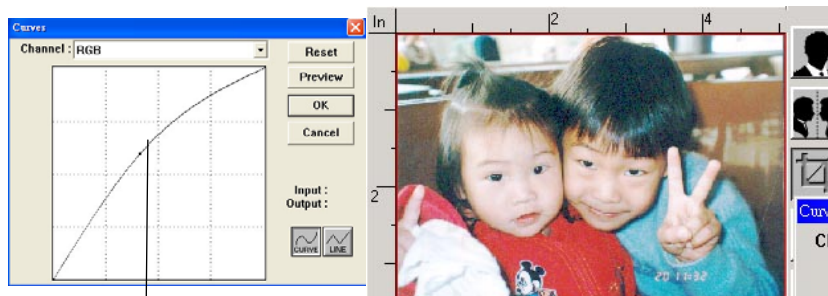 Curves
Channel : RGB
Reset
Preview
OK
Cancel
Input :
Output :
CURVE
LINE
In
2
4
2
20 11:32
Curv
C